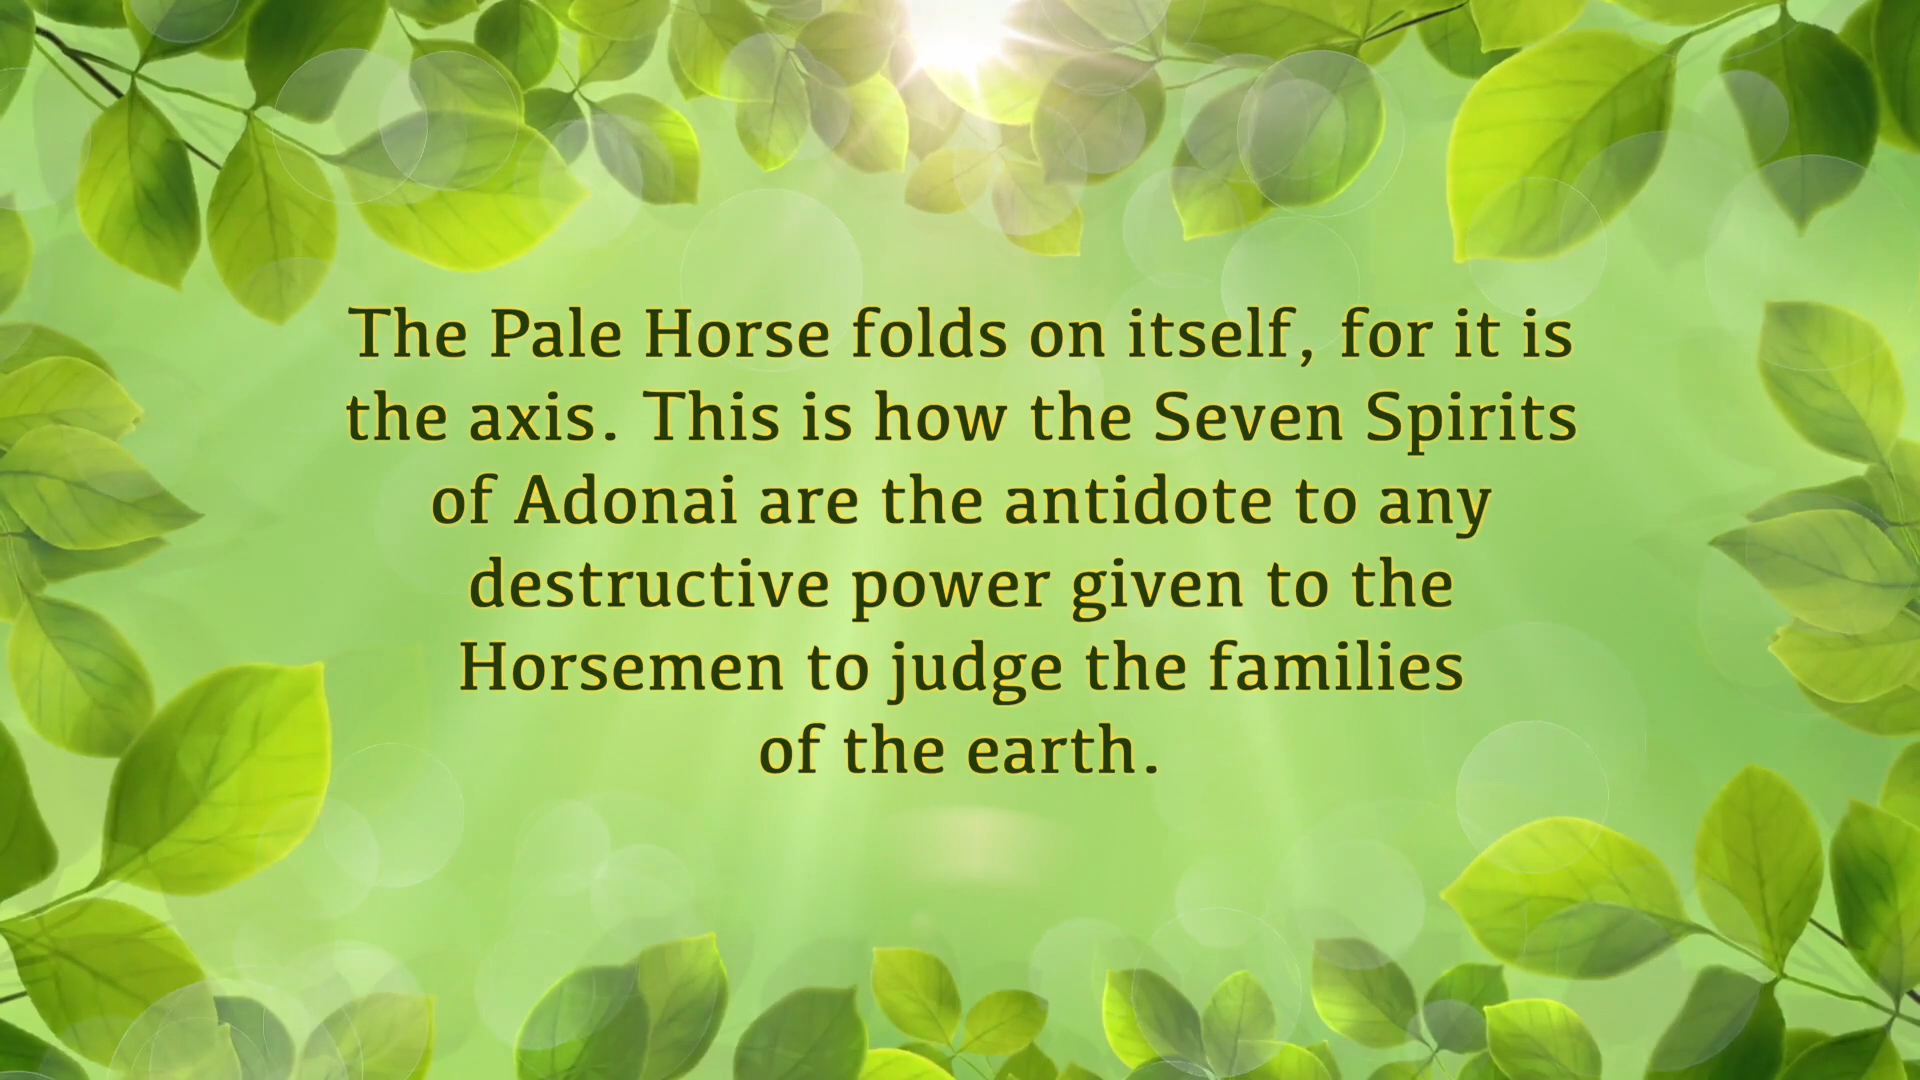 The Pale Horse folds on itself, for it is
the axis. This is how the Seven Spirits
of Adonai are the antidote to any
destructive power given to the
Horsemen to judge the families
of the earth.